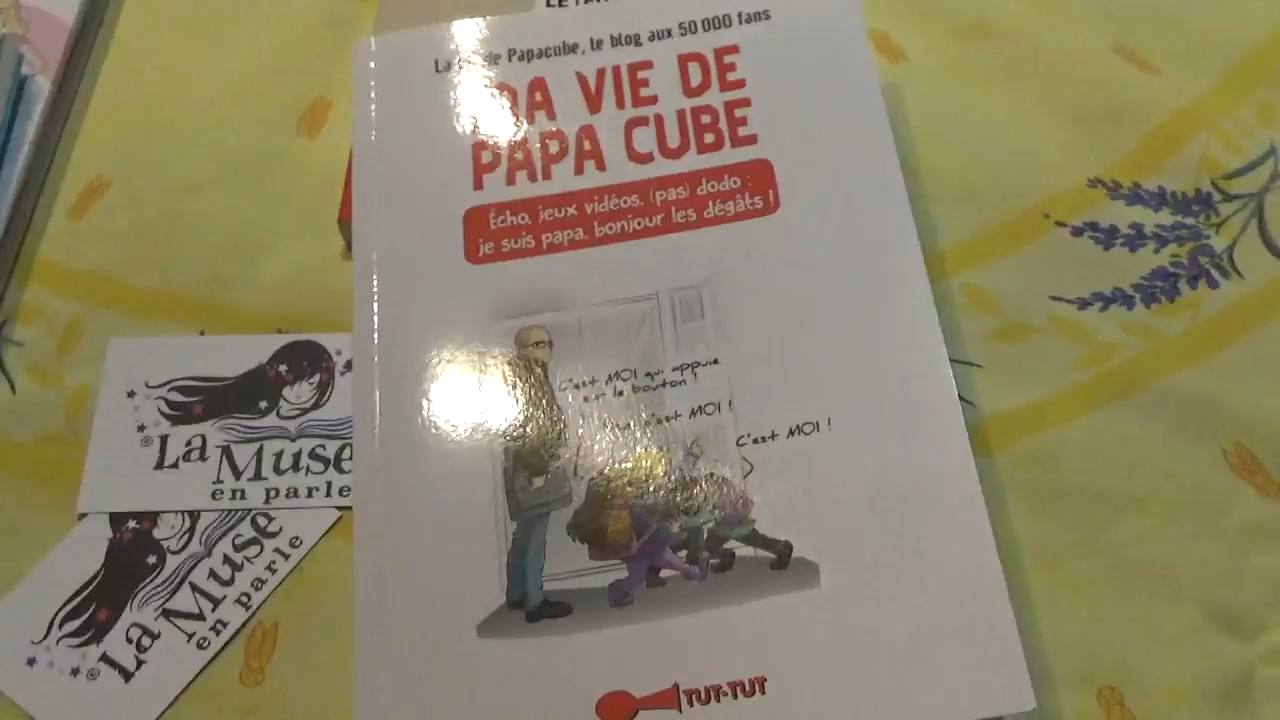 La de Papacube, le blog aux 50 000 fans
MA VIE DE
PAPA CUBE
Écho, jeux vidéos, (pas) dodo :
je suis papa, bonjour les dégâts !
C'est MOI qui appuie
sur le bouton !
c'est MOI !
C'est MOI !
TUT-TUT
©La Muse
en parle
©La Muse
en parle